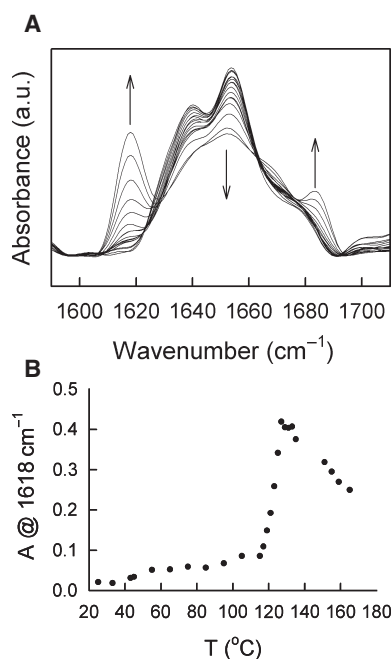 A
Absorbance (a.u.)
1600 1620 1640 1660 1680 1700
Wavenumber (cm⁻¹)
B
A @ 1618 cm⁻¹
0.5
0.4
0.3
0.2
0.1
0.0
20 40 60 80 100 120 140 160 180
T (°C)